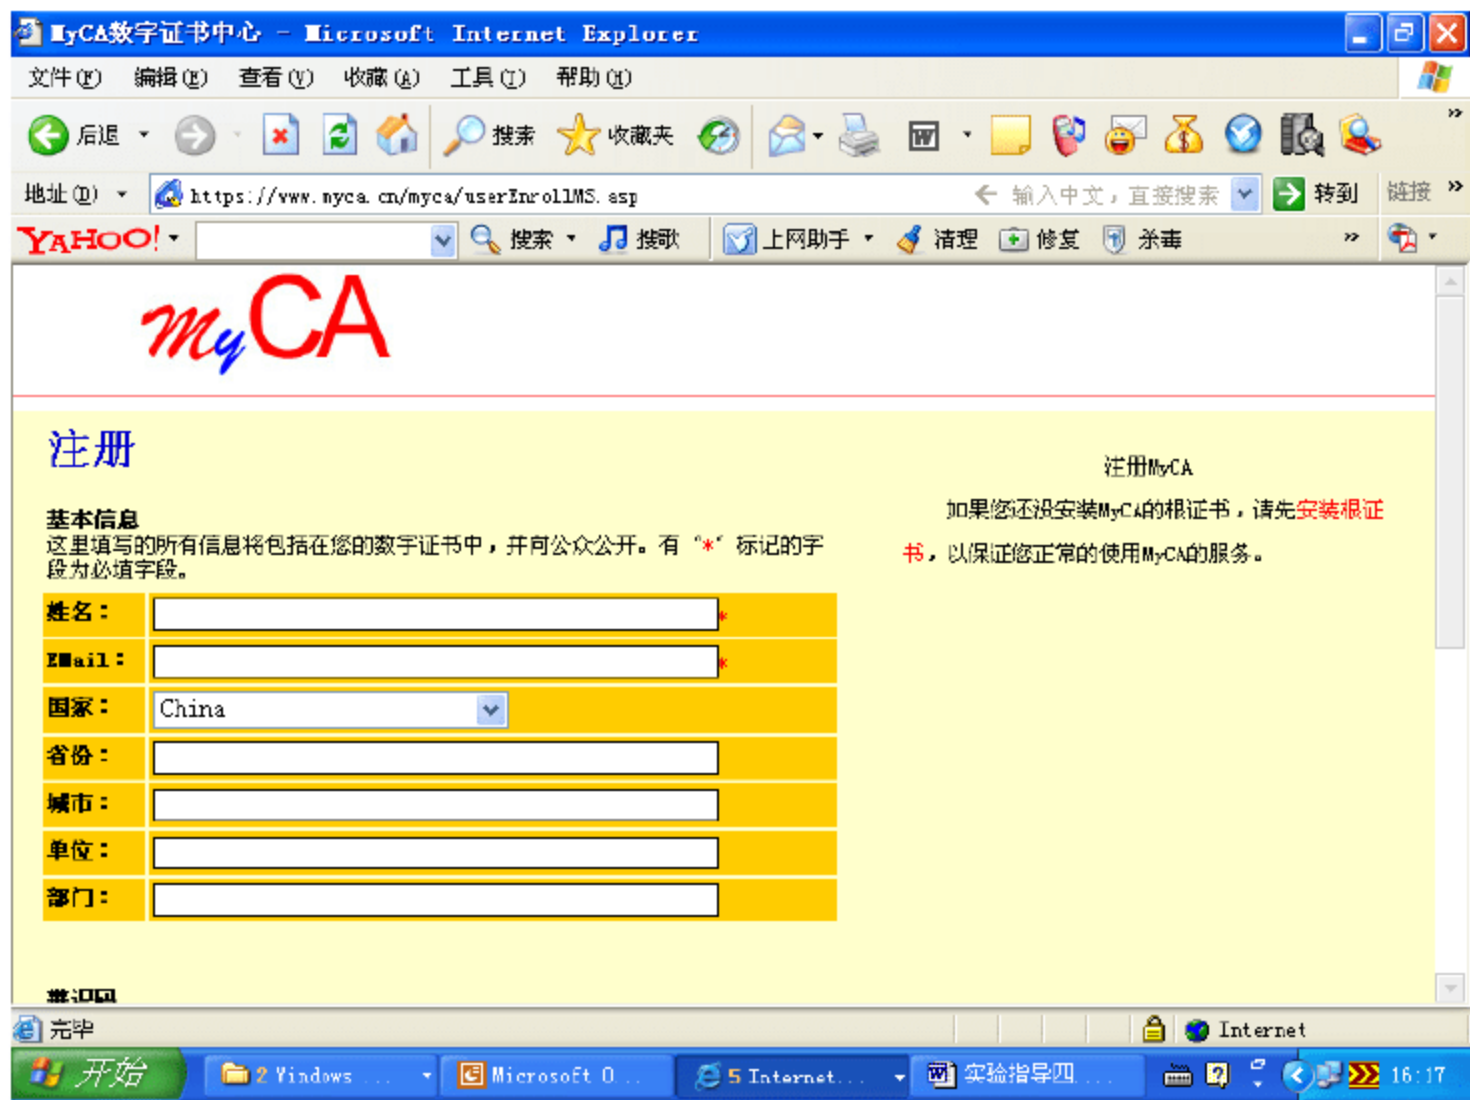 MyCA数字证书中心 - Microsoft Internet Explorer
文件(F) 编辑(E) 查看(V) 收藏(A) 工具(T) 帮助(H)
后退 搜索 收藏夹 »
地址(D) https://www.myca.cn/myca/userEnrollMS.asp 输入中文，直接搜索 转到 链接 »
YAHOO! 搜索 搜歌 上网助手 清理 修复 杀毒 »
MyCA
注册
基本信息
这里填写的所有信息将包括在您的数字证书中，并向公众公开。有 "*" 标记的字
段为必填字段。
姓名： *
EMail： *
国家： China
省份：
城市：
单位：
部门：
注册MyCA
如果您还没安装MyCA的根证书，请先安装根证
书，以保证您正常的使用MyCA的服务。
完毕 Internet
开始 2 Windows ... Microsoft O... 5 Internet... 实验指导四.... 16:17